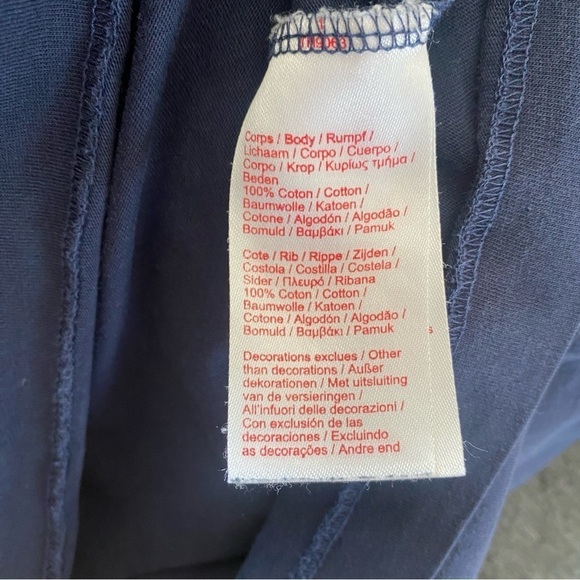 Corps / Body / Rumpf /
Lichaam / Corpo / Cuerpo /
Corpo / Krop / Κυρίως τμήμα /
Beden
100% Coton / Cotton /
Baumwolle / Katoen /
Cotone / Algodón / Algodão /
Bomuld / Βαμβάκι / Pamuk
Cote / Rib / Rippe / Zijden /
Costola / Costilla / Costela /
Sider / Πλευρό / Ribana
100% Coton / Cotton /
Baumwolle / Katoen /
Cotone / Algodón / Algodão /
Bomuld / Βαμβάκι / Pamuk
Decorations exclues / Other
than decorations / Außer
dekorationen / Met uitsluiting
van de versieringen /
All'infuori delle decorazioni /
Con exclusión de las
decoraciones / Excluindo
as decorações / Andre end